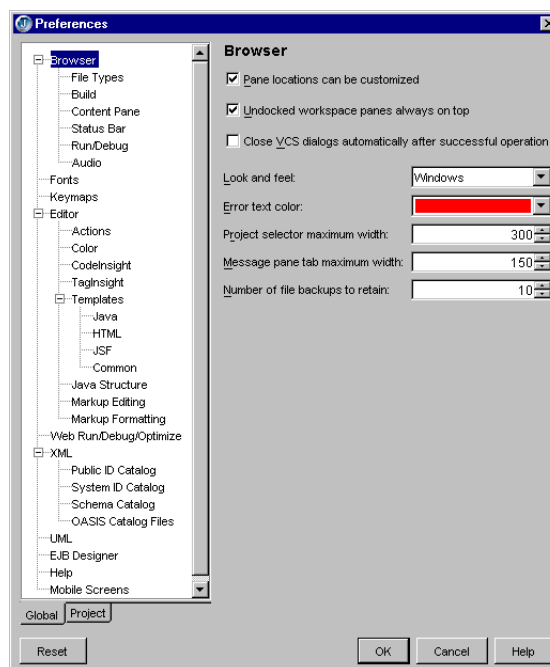 Preferences
Browser
File Types
Build
Content Pane
Status Bar
Run/Debug
Audio
Fonts
Keymaps
Editor
Actions
Color
CodeInsight
TagInsight
Templates
Java
HTML
JSF
Common
Java Structure
Markup Editing
Markup Formatting
Web Run/Debug/Optimize
XML
Public ID Catalog
System ID Catalog
Schema Catalog
OASIS Catalog Files
UML
EJB Designer
Help
Mobile Screens
Global Project
Browser
Pane locations can be customized
Undocked workspace panes always on top
Close VCS dialogs automatically after successful operation
Look and feel: Windows
Error text color:
Project selector maximum width: 300
Message pane tab maximum width: 150
Number of file backups to retain: 10
Reset OK Cancel Help